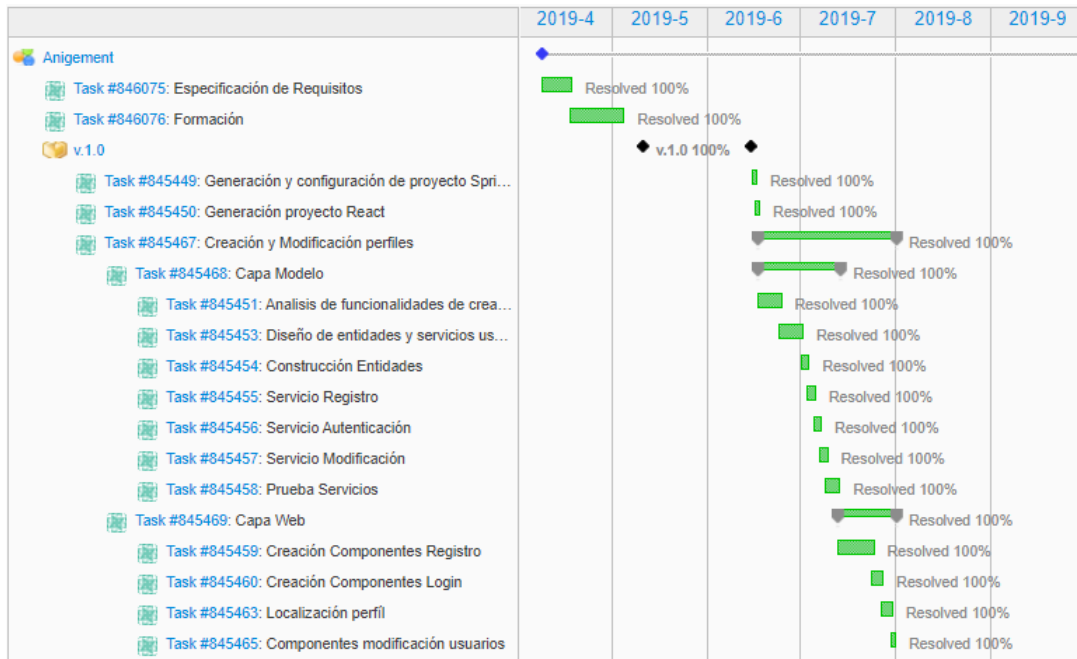 2019-4 2019-5 2019-6 2019-7 2019-8 2019-9
Anigement
Task #846075: Especificación de Requisitos Resolved 100%
Task #846076: Formación Resolved 100%
v.1.0 v.1.0 100%
Task #845449: Generación y configuración de proyecto Spri... Resolved 100%
Task #845450: Generación proyecto React Resolved 100%
Task #845467: Creación y Modificación perfiles Resolved 100%
Task #845468: Capa Modelo Resolved 100%
Task #845451: Analisis de funcionalidades de crea... Resolved 100%
Task #845453: Diseño de entidades y servicios us... Resolved 100%
Task #845454: Construcción Entidades Resolved 100%
Task #845455: Servicio Registro Resolved 100%
Task #845456: Servicio Autenticación Resolved 100%
Task #845457: Servicio Modificación Resolved 100%
Task #845458: Prueba Servicios Resolved 100%
Task #845469: Capa Web Resolved 100%
Task #845459: Creación Componentes Registro Resolved 100%
Task #845460: Creación Componentes Login Resolved 100%
Task #845463: Localización perfíl Resolved 100%
Task #845465: Componentes modificación usuarios Resolved 100%